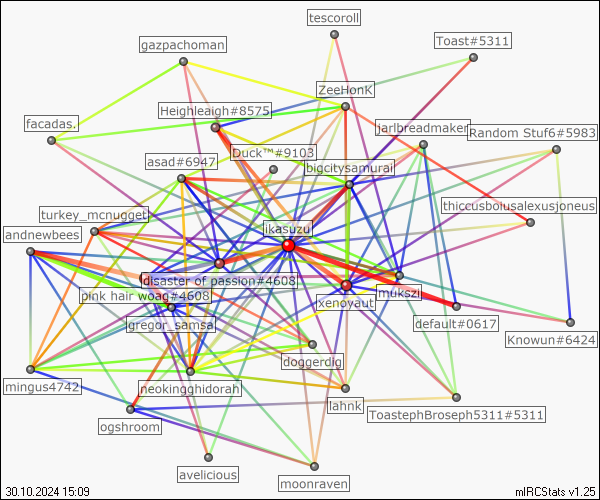 tescoroll
gazpachoman
Toast#5311
ZeeHonK
Heighleaigh#8575
facadas.
jarlbreadmaker
Random Stuf6#5983
Duck™#9103
asad#6947
bigcitysamurai
thiccusboiusalexusjoneus
turkey_mcnugget
ikasuzu
andnewbees
disaster of passion#4608
pink hair woag#4608
mukszi
xenoyaut
gregor_samsa
default#0617
Knowun#6424
doggerdig
mingus4742
neokingghidorah
lahnk
ToastephBroseph5311#5311
ogshroom
avelicious
moonraven
30.10.2024 15:09
mIRCStats v1.25